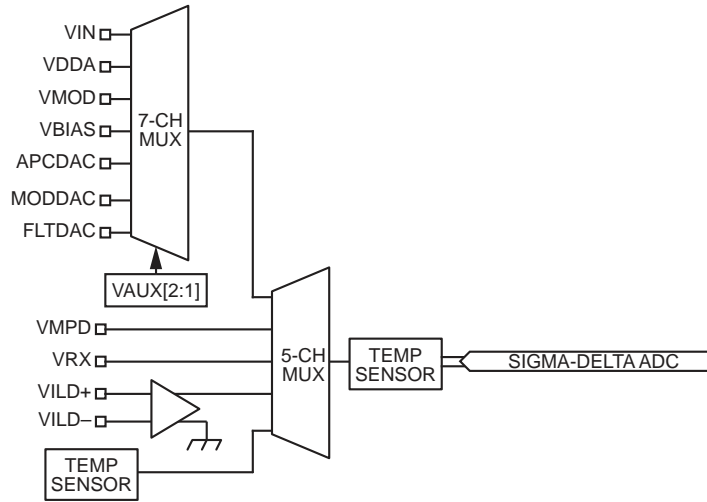 VIN
VDDA
VMOD
VBIAS
APCDAC
MODDAC
FLTDAC
7-CH
MUX
VAUX[2:1]
VMPD
VRX
VILD+
VILD–
TEMP
SENSOR
5-CH
MUX
TEMP
SENSOR
SIGMA-DELTA ADC